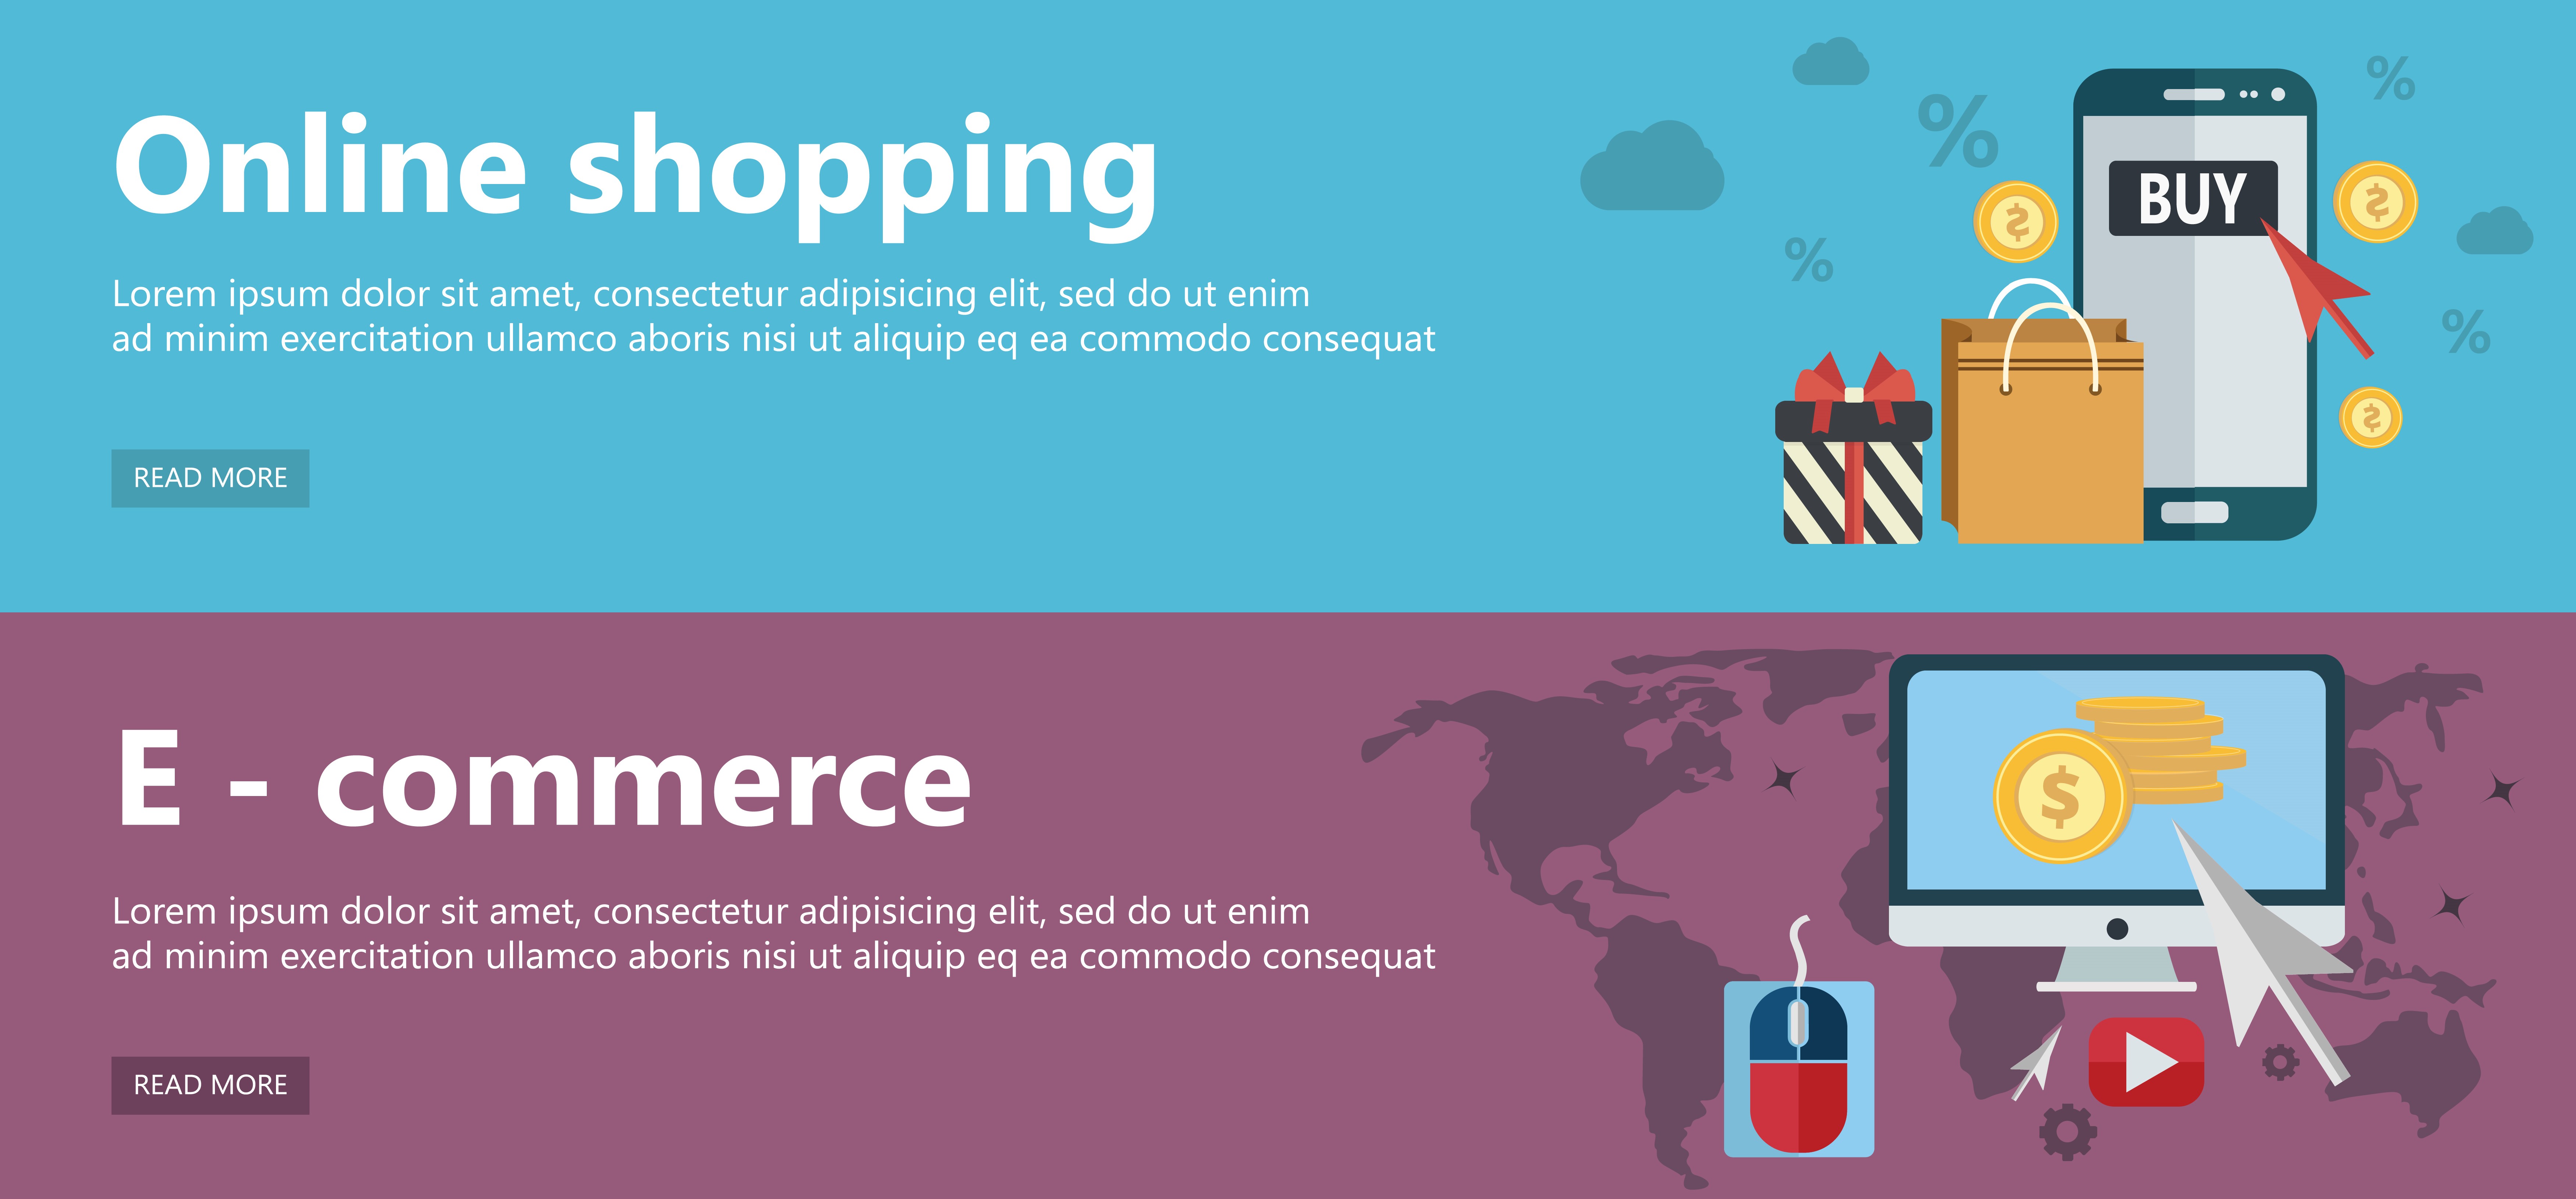 Online shopping
Lorem ipsum dolor sit amet, consectetur adipisicing elit, sed do ut enim
ad minim exercitation ullamco aboris nisi ut aliquip eq ea commodo consequat
READ MORE
%
%
%
%
BUY
$
$
$
E - commerce
Lorem ipsum dolor sit amet, consectetur adipisicing elit, sed do ut enim
ad minim exercitation ullamco aboris nisi ut aliquip eq ea commodo consequat
READ MORE
$